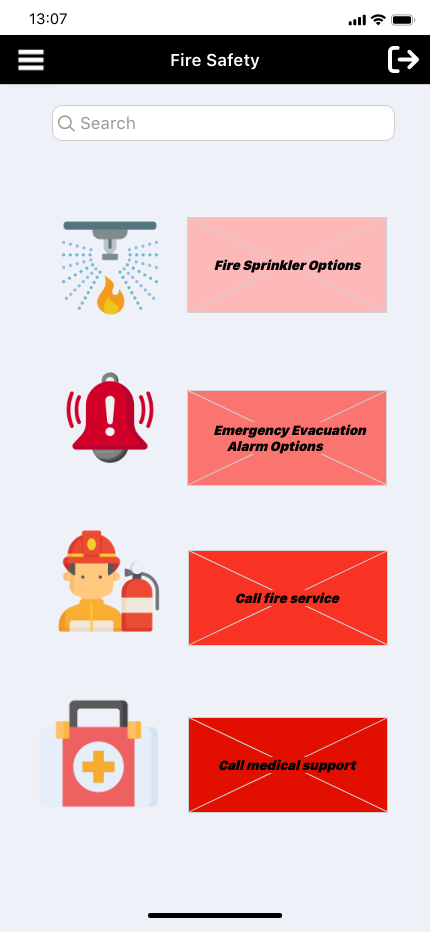 13:07
Fire Safety
Search
Fire Sprinkler Options
Emergency Evacuation
Alarm Options
Call fire service
Call medical support